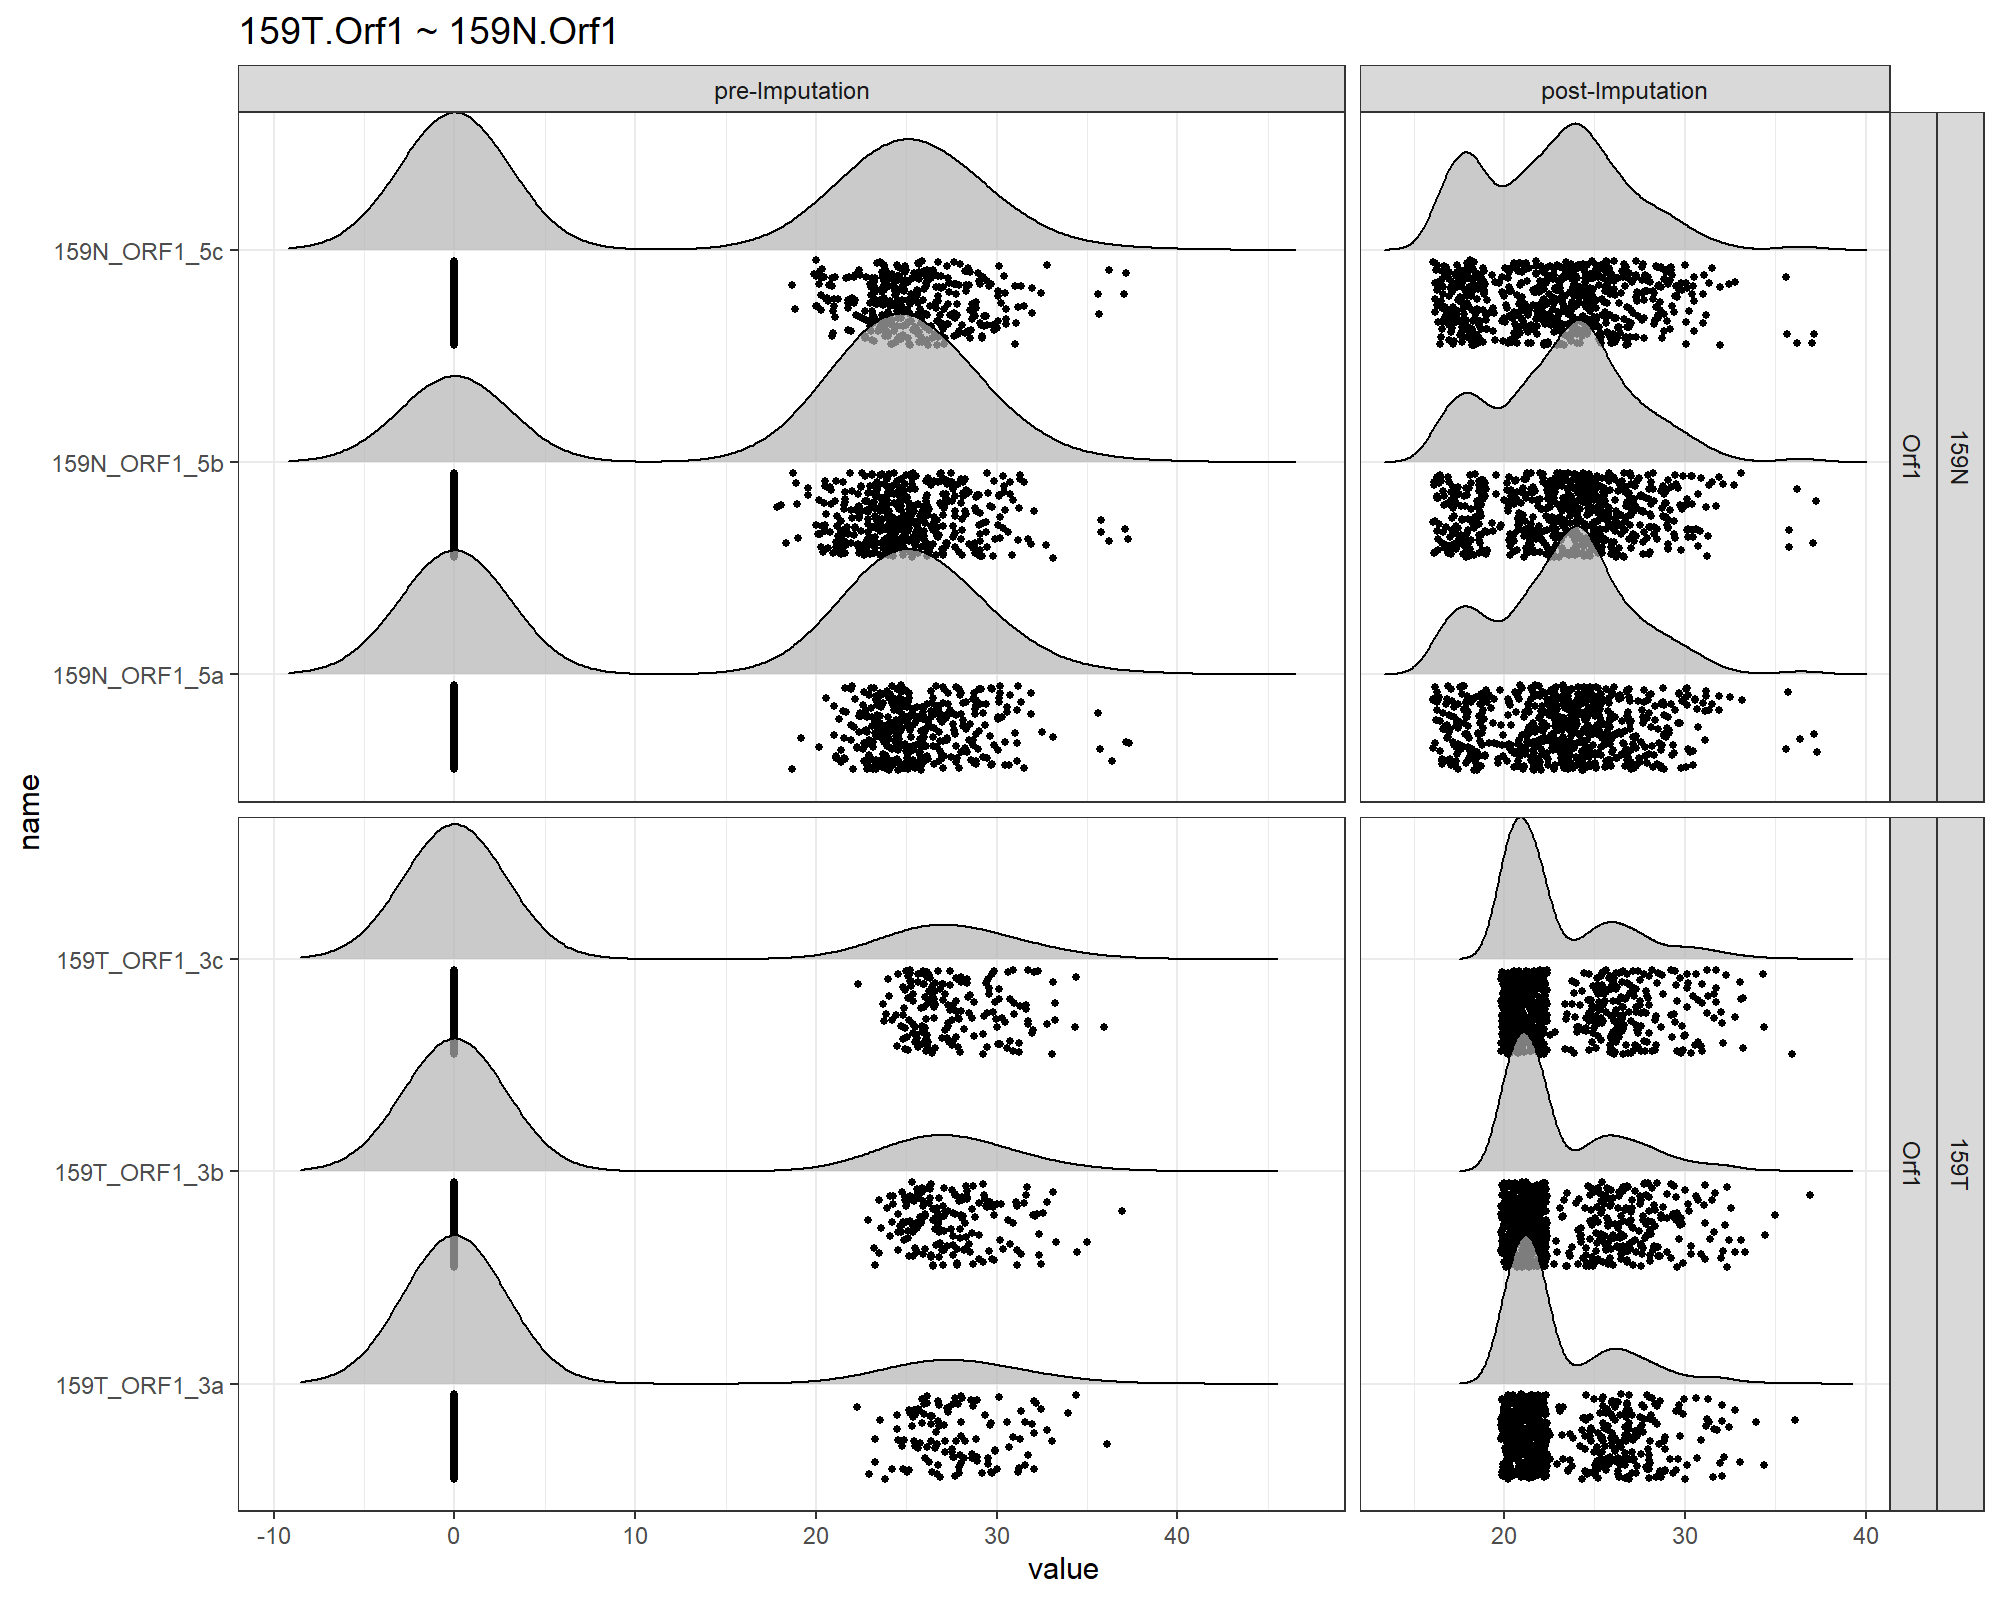 159T.Orf1 ~ 159N.Orf1
pre-Imputation
post-Imputation
159N_ORF1_5c
159N_ORF1_5b
159N_ORF1_5a
Orf1
159N
159T_ORF1_3c
159T_ORF1_3b
159T_ORF1_3a
Orf1
159T
name
-10 0 10 20 30 40
20 30 40
value